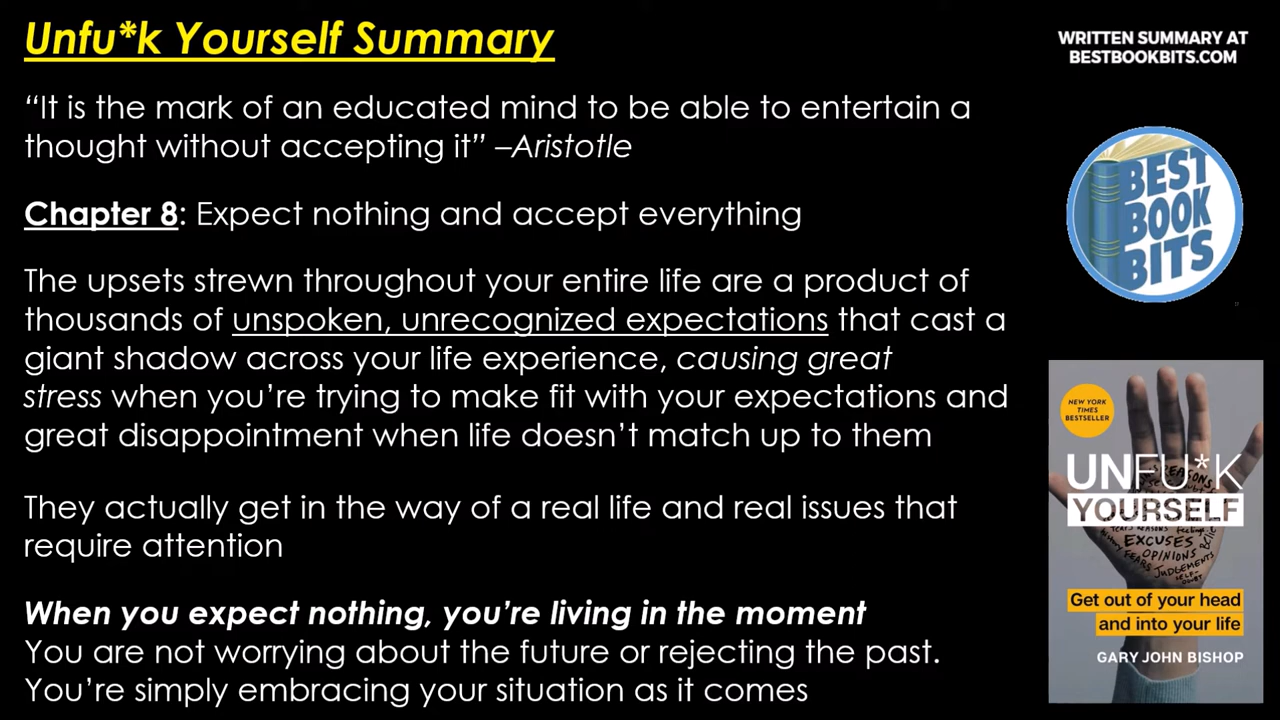 Unfu*k Yourself Summary
WRITTEN SUMMARY AT
BESTBOOKBITS.COM
“It is the mark of an educated mind to be able to entertain a
thought without accepting it” –Aristotle
Chapter 8: Expect nothing and accept everything
The upsets strewn throughout your entire life are a product of
thousands of unspoken, unrecognized expectations that cast a
giant shadow across your life experience, causing great
stress when you’re trying to make fit with your expectations and
great disappointment when life doesn’t match up to them
They actually get in the way of a real life and real issues that
require attention
When you expect nothing, you’re living in the moment
You are not worrying about the future or rejecting the past.
You’re simply embracing your situation as it comes
BEST
BOOK
BITS
NEW YORK
TIMES
BESTSELLER
UNFU*K
YOURSELF
REASONS
EXCUSES
OPINIONS
FEARS
JUDGEMENTS
SELF-
Get out of your head
and into your life
GARY JOHN BISHOP